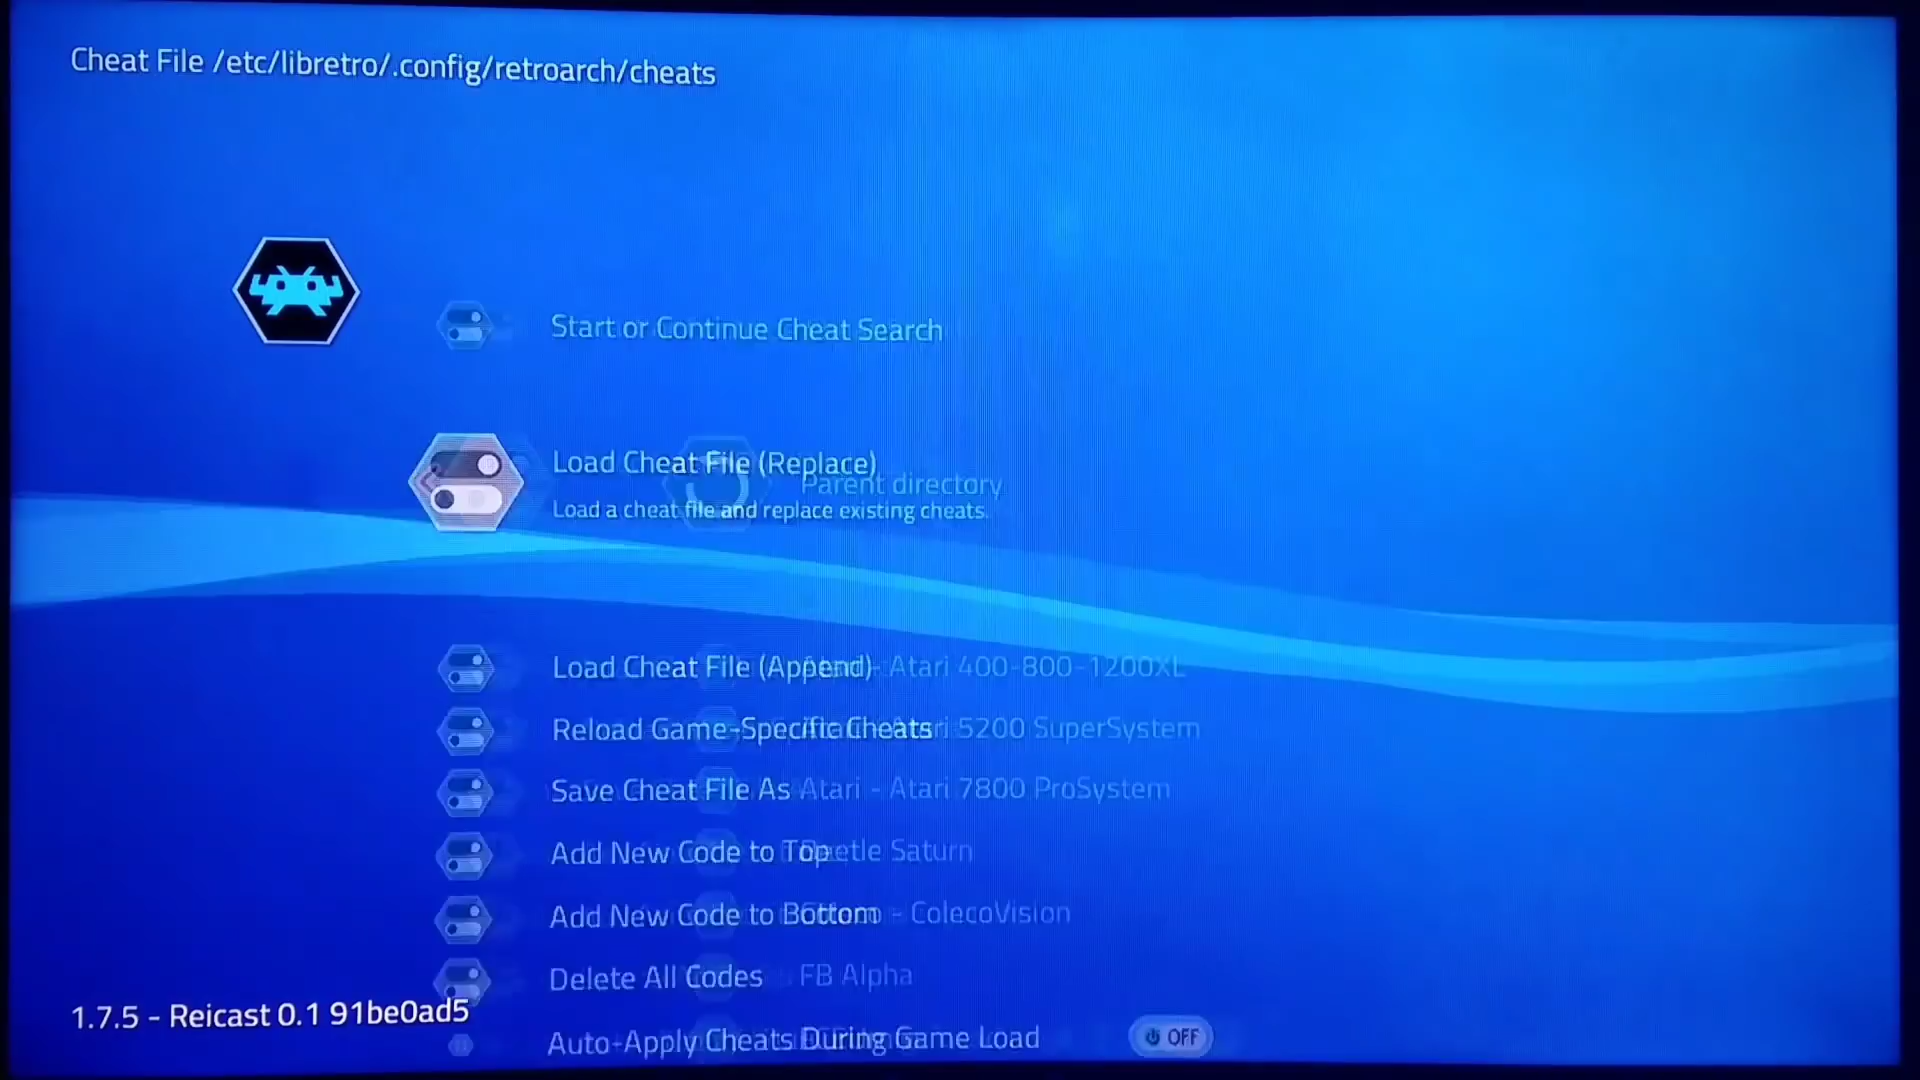 Cheat File /etc/libretro/.config/retroarch/cheats
Start or Continue Cheat Search
Load Cheat File (Replace)
Parent directory
Load a cheat file and replace existing cheats.
Load Cheat File (Append)
- Atari 400-800-1200XL
Reload Game-Specific Cheats
5200 SuperSystem
Save Cheat File As
Atari - Atari 7800 ProSystem
Add New Code to Top
Saturn
Add New Code to Bottom
- ColecoVision
Delete All Codes
FB Alpha
1.7.5 - Reicast 0.1 91be0ad5
Auto-Apply Cheats During Game Load
OFF